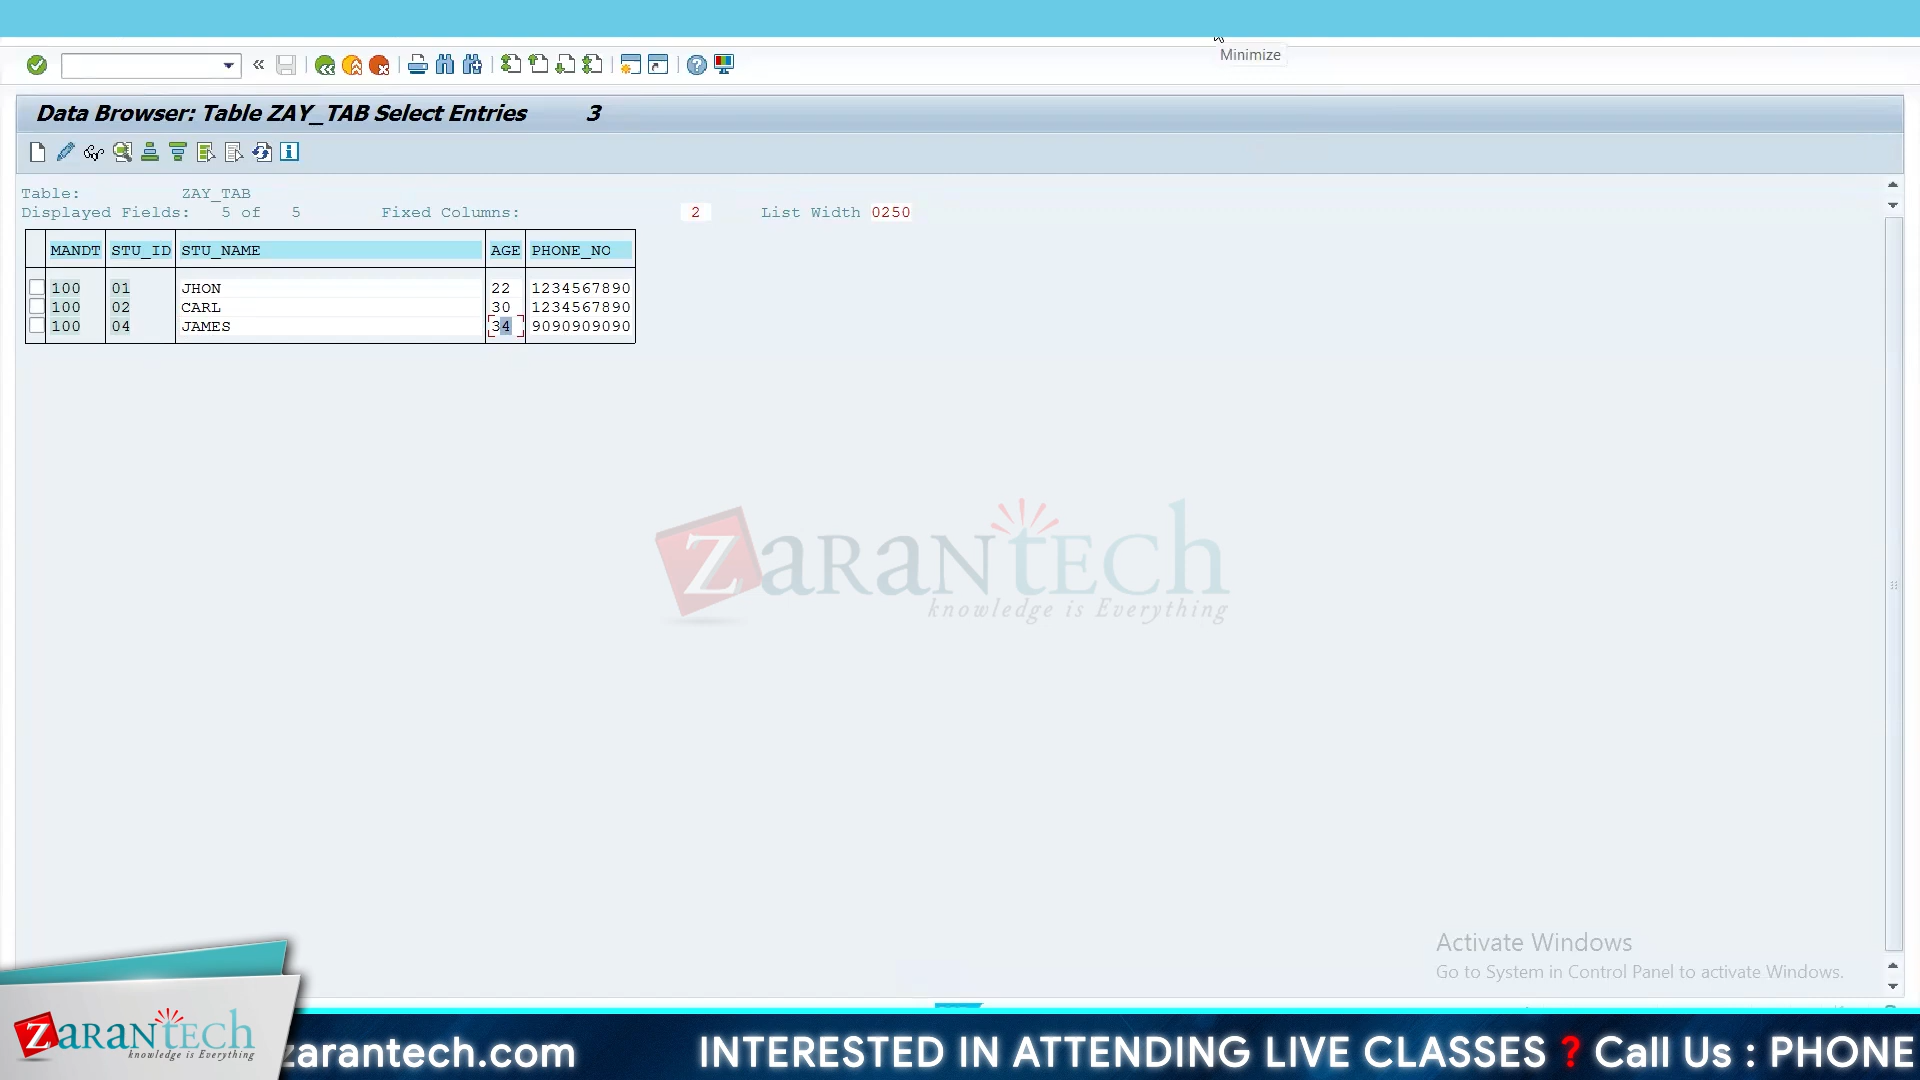 Minimize
Data Browser: Table ZAY_TAB Select Entries 3
Table: ZAY_TAB
Displayed Fields: 5 of 5 Fixed Columns: 2 List Width 0250
MANDT STU_ID STU_NAME AGE PHONE_NO
100 01 JHON 22 1234567890
100 02 CARL 30 1234567890
100 04 JAMES 34 9090909090
ZaranTech
knowledge is Everything
Activate Windows
Go to System in Control Panel to activate Windows.
ZaranTech
knowledge is Everything
zarantech.com INTERESTED IN ATTENDING LIVE CLASSES ❓ Call Us : PHONE